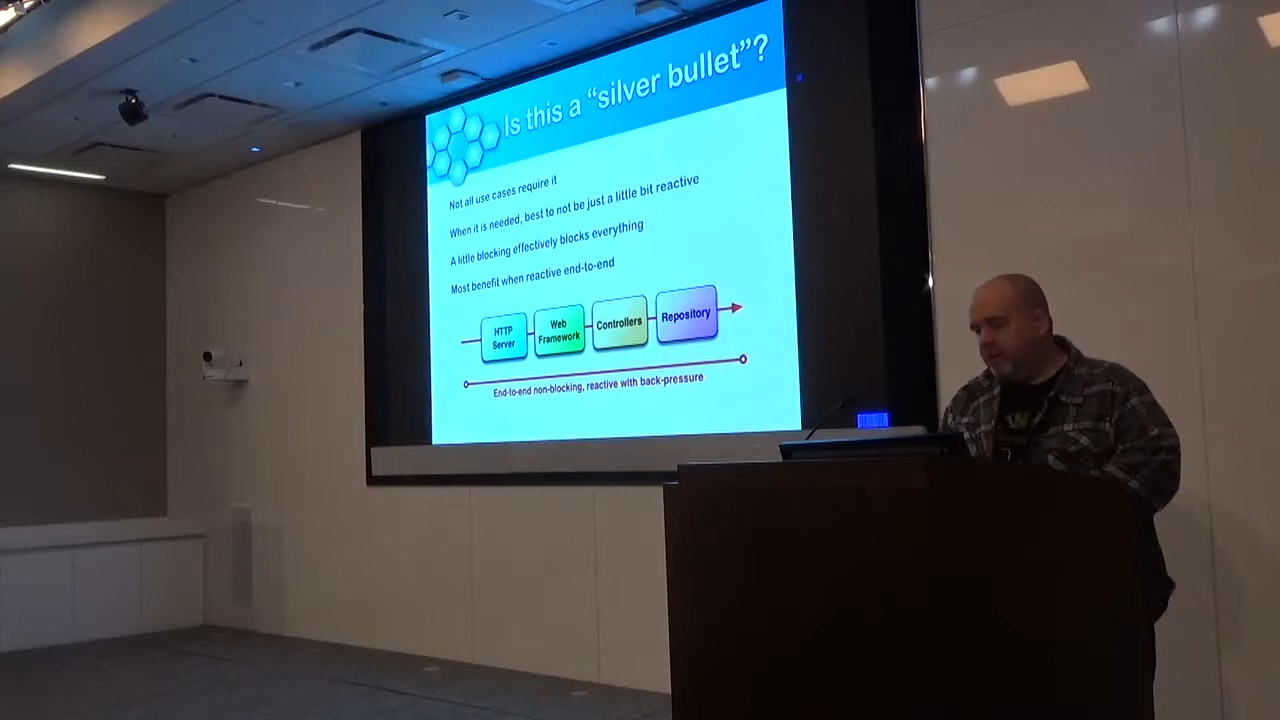 Is this a “silver bullet”?
Not all use cases require it
When it is needed, best to not be just a little bit reactive
A little blocking effectively blocks everything
Most benefit when reactive end-to-end
HTTP
Server
Web
Framework
Controllers
Repository
End-to-end non-blocking, reactive with back-pressure